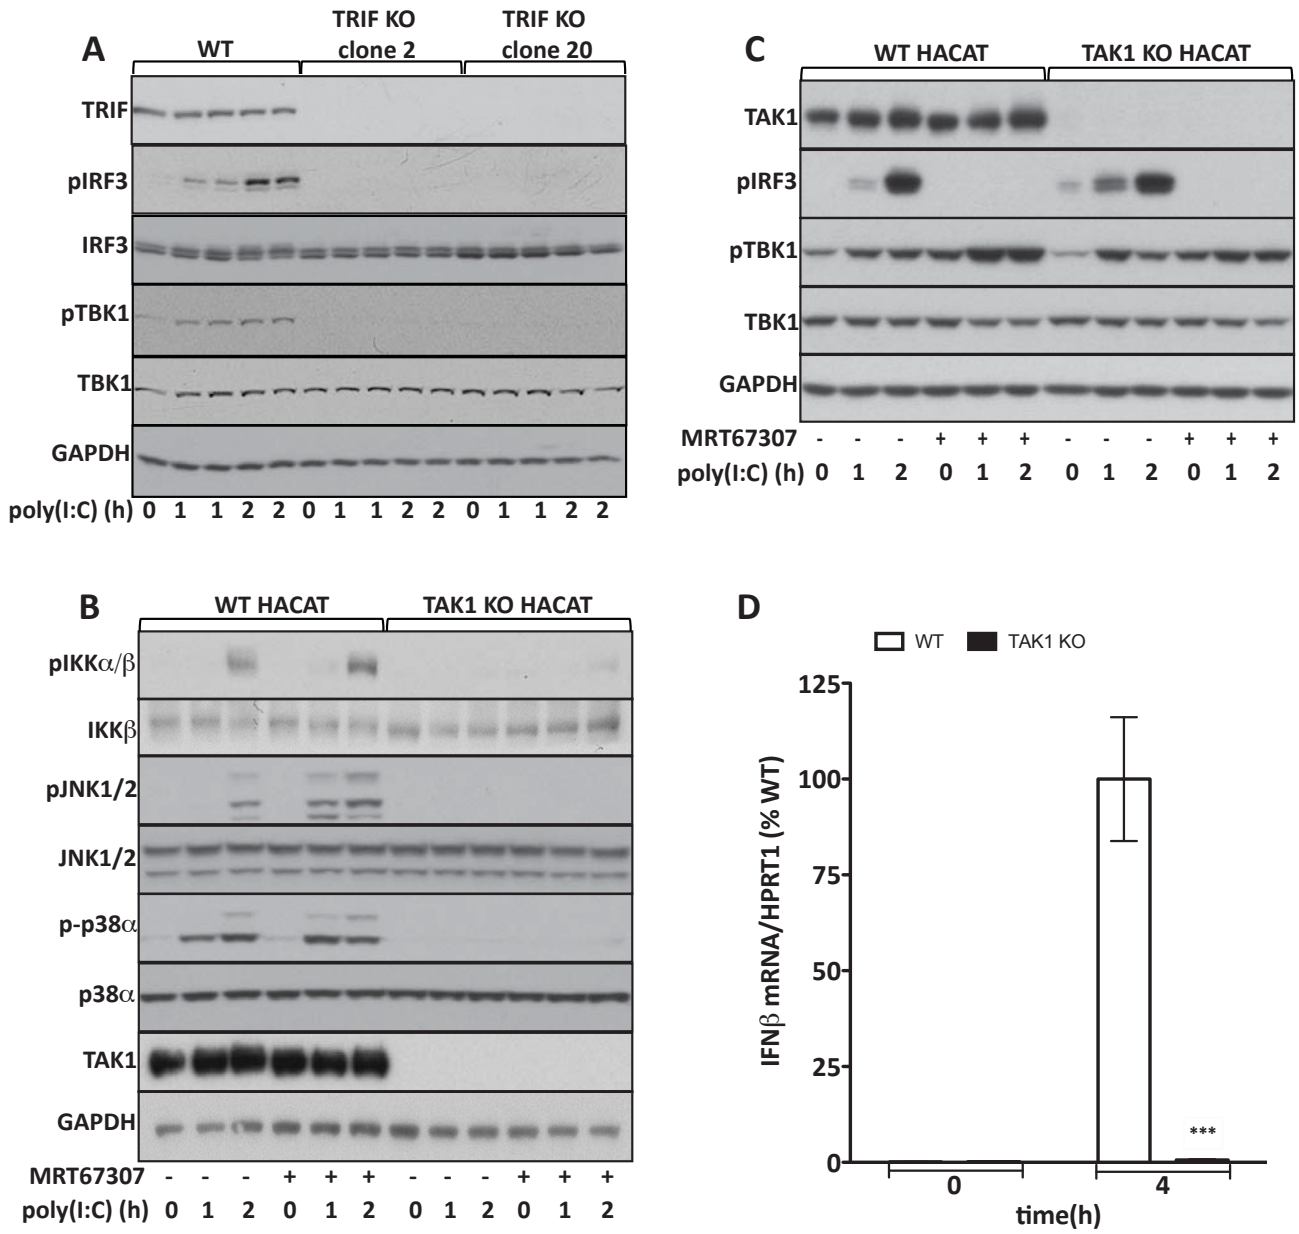 A
WT
TRIF KO
clone 2
TRIF KO
clone 20
TRIF
pIRF3
IRF3
pTBK1
TBK1
GAPDH
poly(I:C) (h) 0 1 1 2 2 0 1 1 2 2 0 1 1 2 2
C
WT HACAT TAK1 KO HACAT
TAK1
pIRF3
pTBK1
TBK1
GAPDH
MRT67307 - - - + + + - - - + + +
poly(I:C) (h) 0 1 2 0 1 2 0 1 2 0 1 2
B
WT HACAT TAK1 KO HACAT
pIKKα/β
IKKβ
pJNK1/2
JNK1/2
p-p38α
p38α
TAK1
GAPDH
MRT67307 - - - + + + - - - + + +
poly(I:C) (h) 0 1 2 0 1 2 0 1 2 0 1 2
D
WT TAK1 KO
IFNβ mRNA/HPRT1 (% WT)
125
100
75
50
25
0
***
0 4
time(h)